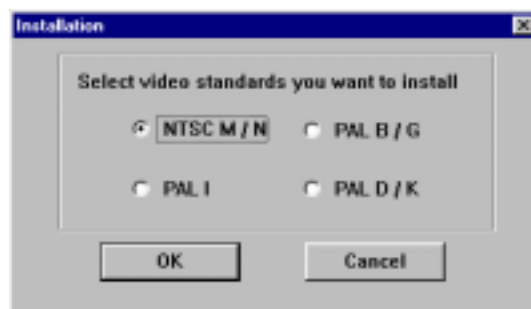 Installation
Select video standards you want to install
NTSC M / N PAL B / G
PAL I PAL D / K
OK Cancel